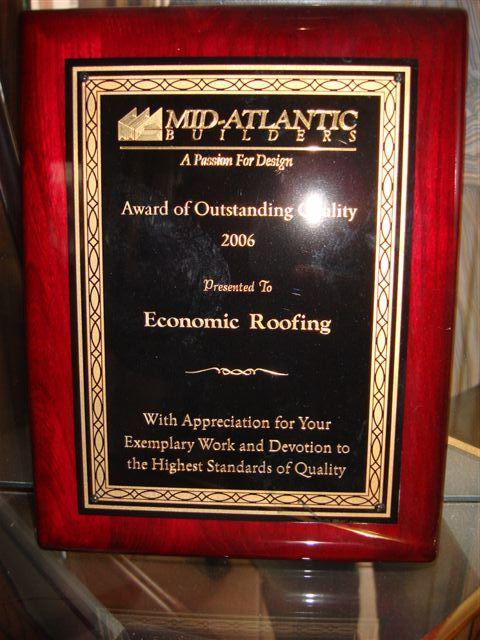 MID-ATLANTIC
BUILDERS
A Passion For Design
Award of Outstanding Quality
2006
Presented To
Economic Roofing
With Appreciation for Your
Exemplary Work and Devotion to
the Highest Standards of Quality